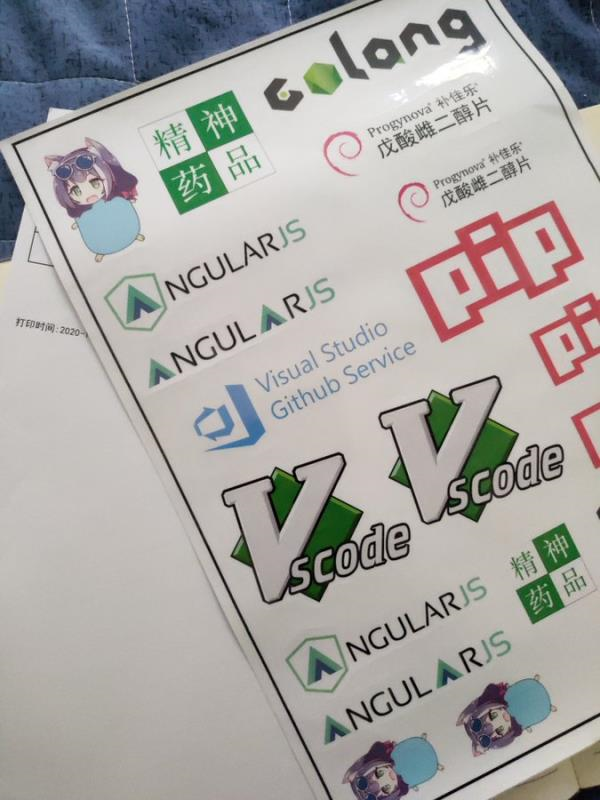 golang
精神
药品
Progynova® 补佳乐®
戊酸雌二醇片
Progynova® 补佳乐®
戊酸雌二醇片
ANGULARJS
pip
ANGULARJS
打印时间:2020-
Visual Studio
Github Service
pi
Vscode
Vscode
精神
药品
ANGULARJS
ANGULARJS